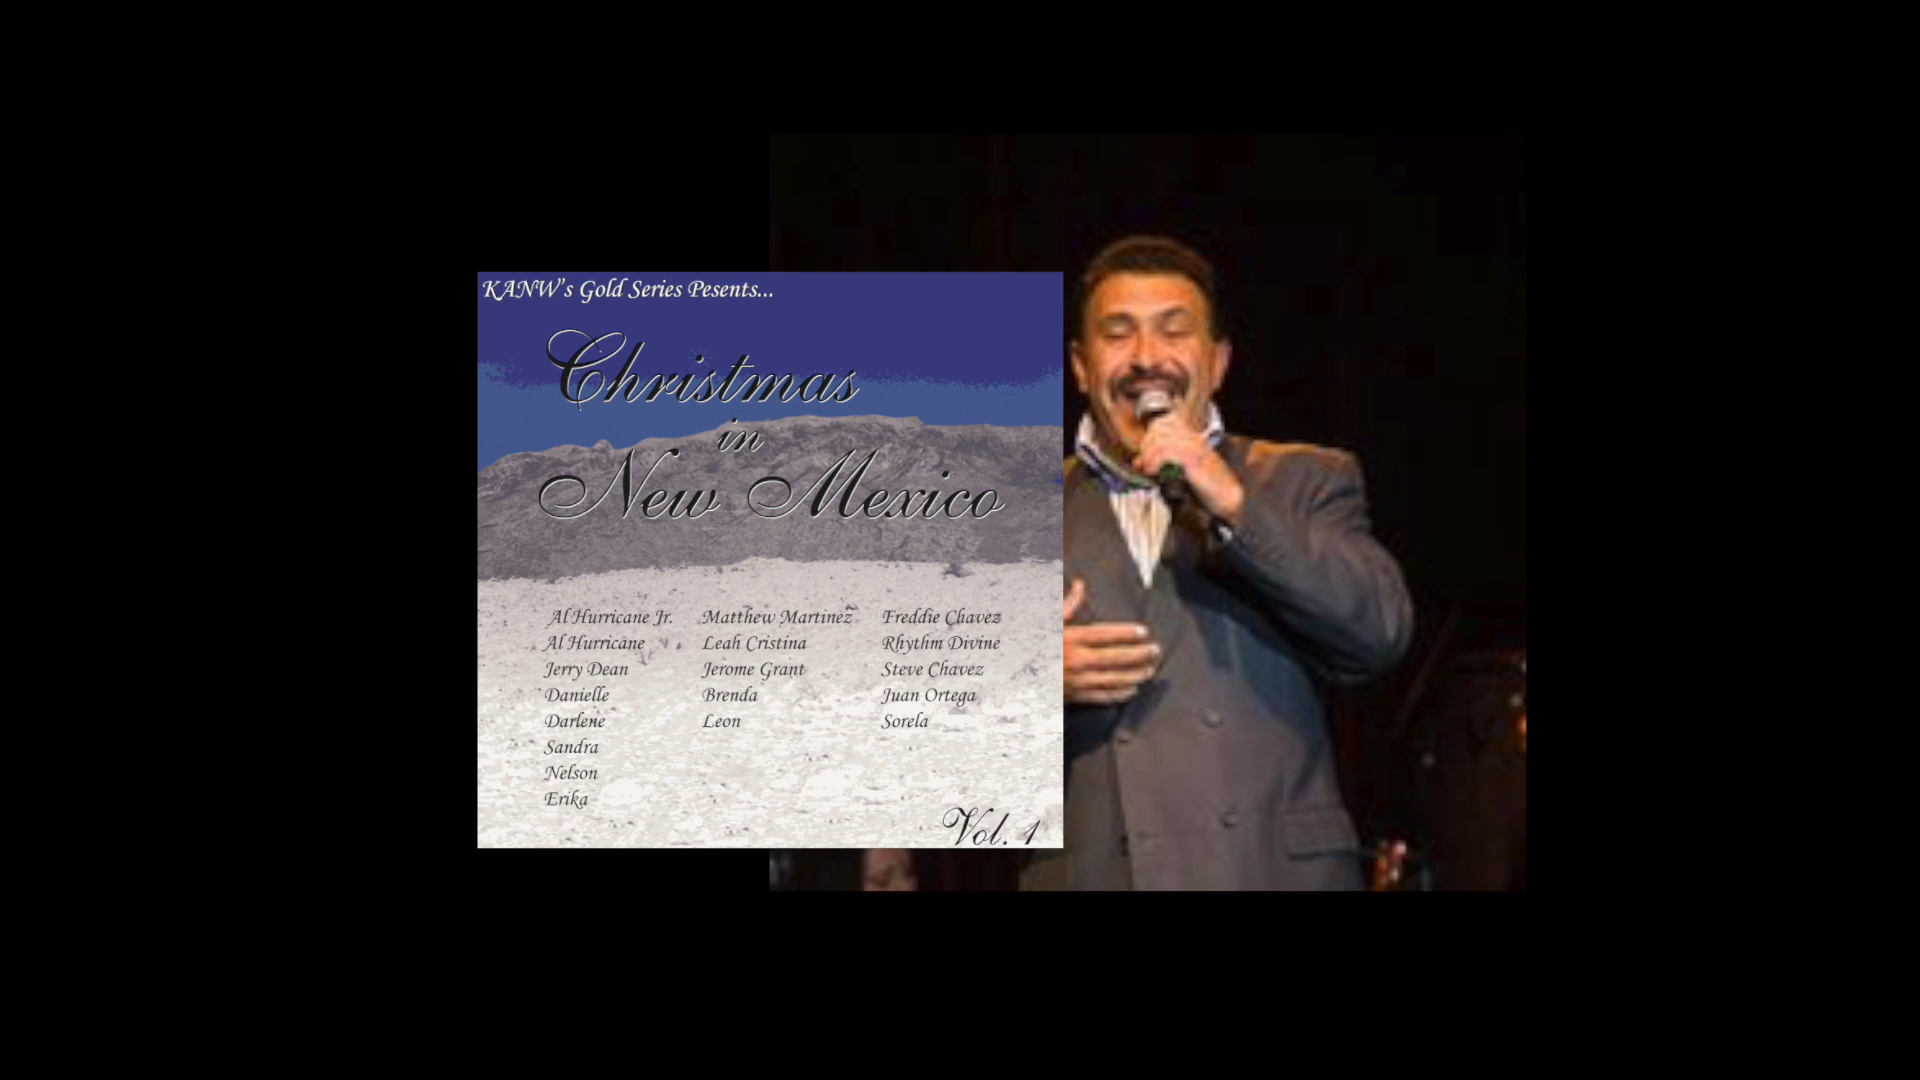 KANW"s Gold Series Pesents...
Christmas
in
New Mexico
Al Hurricane Jr.
Al Hurricane
Jerry Dean
Danielle
Darlene
Sandra
Nelson
Erika
Matthew Martinez
Leah Cristina
Jerome Grant
Brenda
Leon
Freddie Chavez
Rhythm Divine
Steve Chavez
Juan Ortega
Sorela
Vol. 1